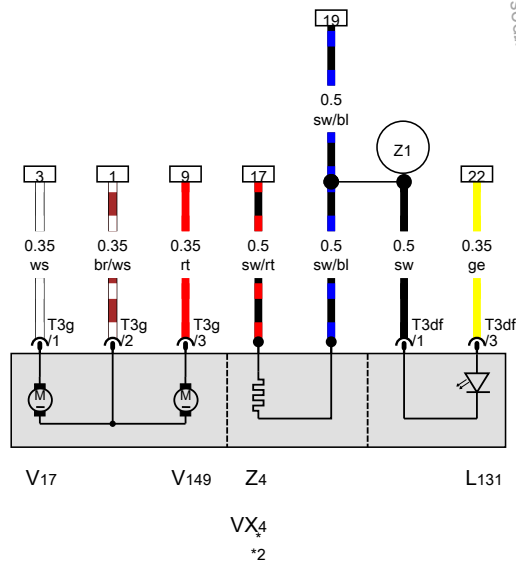 19
0.5
sw/bl
Z1
3 1 9 17 22
0.35 0.35 0.35 0.5 0.5 0.5 0.35
ws br/ws rt sw/rt sw/bl sw ge
T3g T3g T3g T3df T3df
/1 /2 /3 /1 /3
M M
V17 V149 Z4 L131
VX4
*
*2